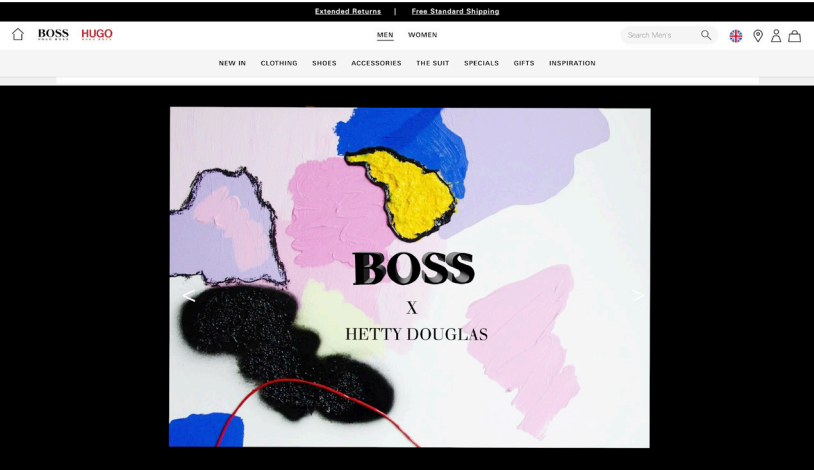 Extended Returns | Free Standard Shipping
BOSS HUGO MEN WOMEN Search Men's
NEW IN CLOTHING SHOES ACCESSORIES THE SUIT SPECIALS GIFTS INSPIRATION
BOSS
X
HETTY DOUGLAS